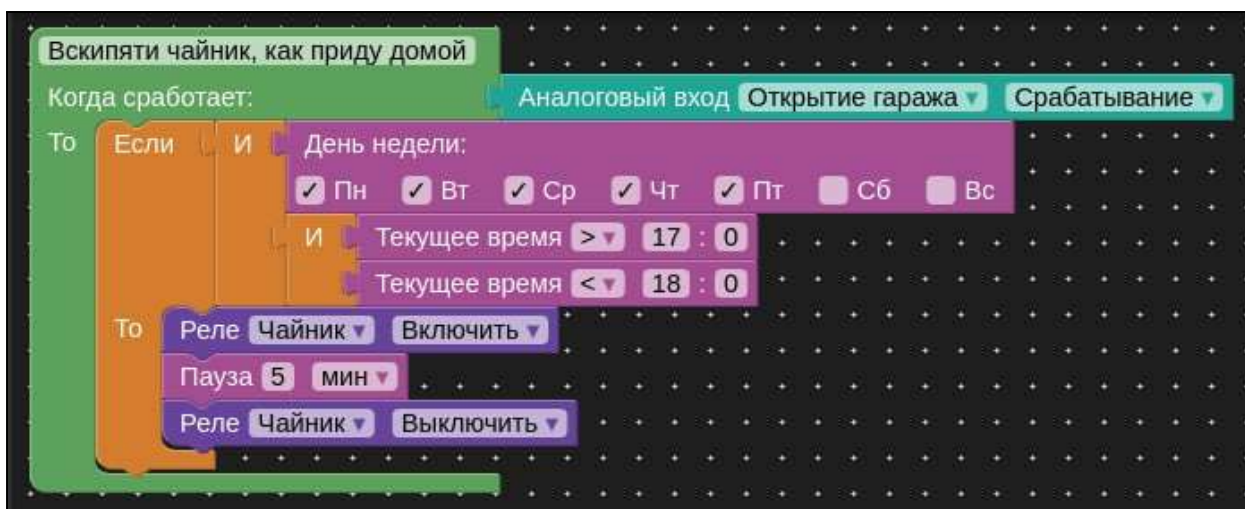 Вскипяти чайник, как приду домой
Когда сработает: Аналоговый вход Открытие гаража Срабатывание
То Если И День недели:
Пн Вт Ср Чт Пт Сб Вс
И Текущее время > 17 : 0
Текущее время < 18 : 0
То Реле Чайник Включить
Пауза 5 мин
Реле Чайник Выключить